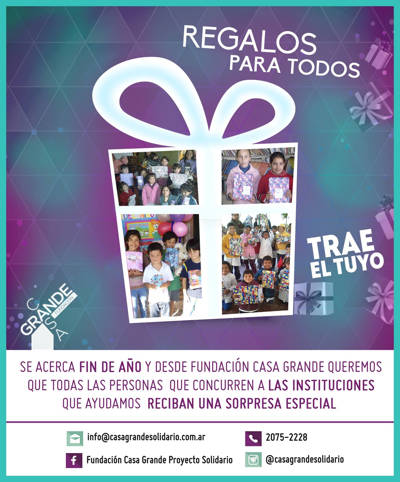 REGALOS
PARA TODOS
TRAE
EL TUYO
CASA
GRANDE
SE ACERCA FIN DE AÑO Y DESDE FUNDACIÓN CASA GRANDE QUEREMOS
QUE TODAS LAS PERSONAS QUE CONCURREN A LAS INSTITUCIONES
QUE AYUDAMOS RECIBAN UNA SORPRESA ESPECIAL
info@casagrandesolidario.com.ar
2075-2228
Fundación Casa Grande Proyecto Solidario
@casagrandesolidario